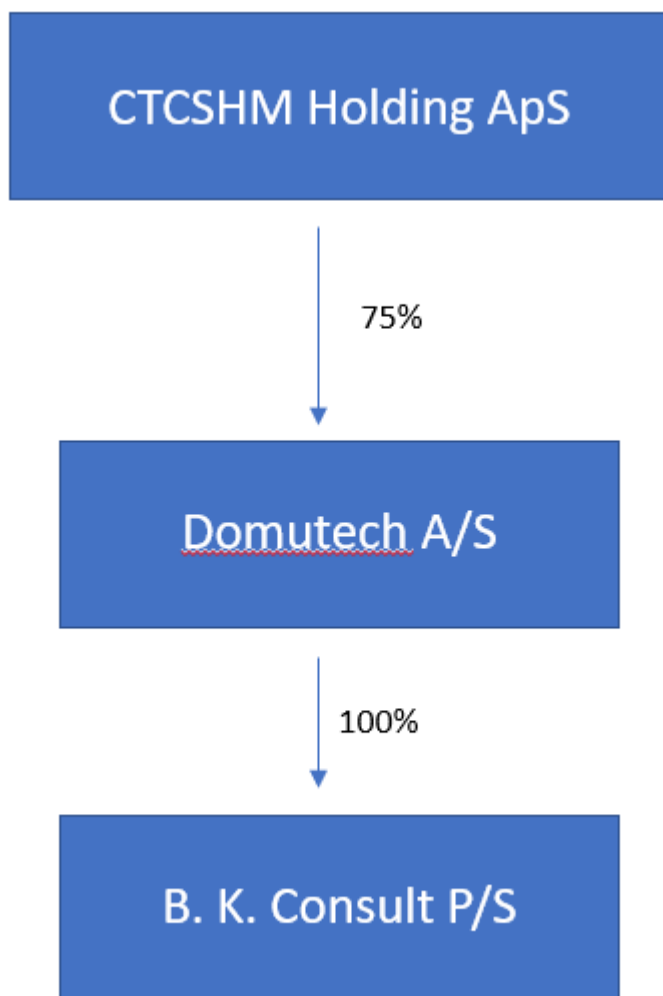 CTCSHM Holding ApS
75%
Domutech A/S
100%
B. K. Consult P/S